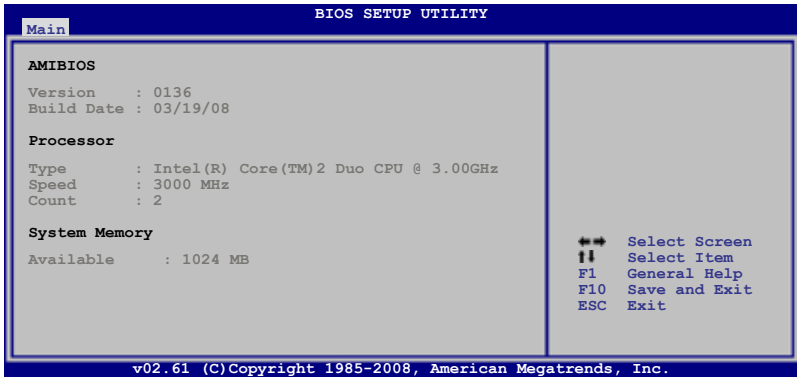 BIOS SETUP UTILITY
Main
AMIBIOS
Version : 0136
Build Date : 03/19/08
Processor
Type : Intel(R) Core(TM)2 Duo CPU @ 3.00GHz
Speed : 3000 MHz
Count : 2
System Memory
Available : 1024 MB
←→ Select Screen
↑↓ Select Item
F1 General Help
F10 Save and Exit
ESC Exit
v02.61 (C)Copyright 1985-2008, American Megatrends, Inc.